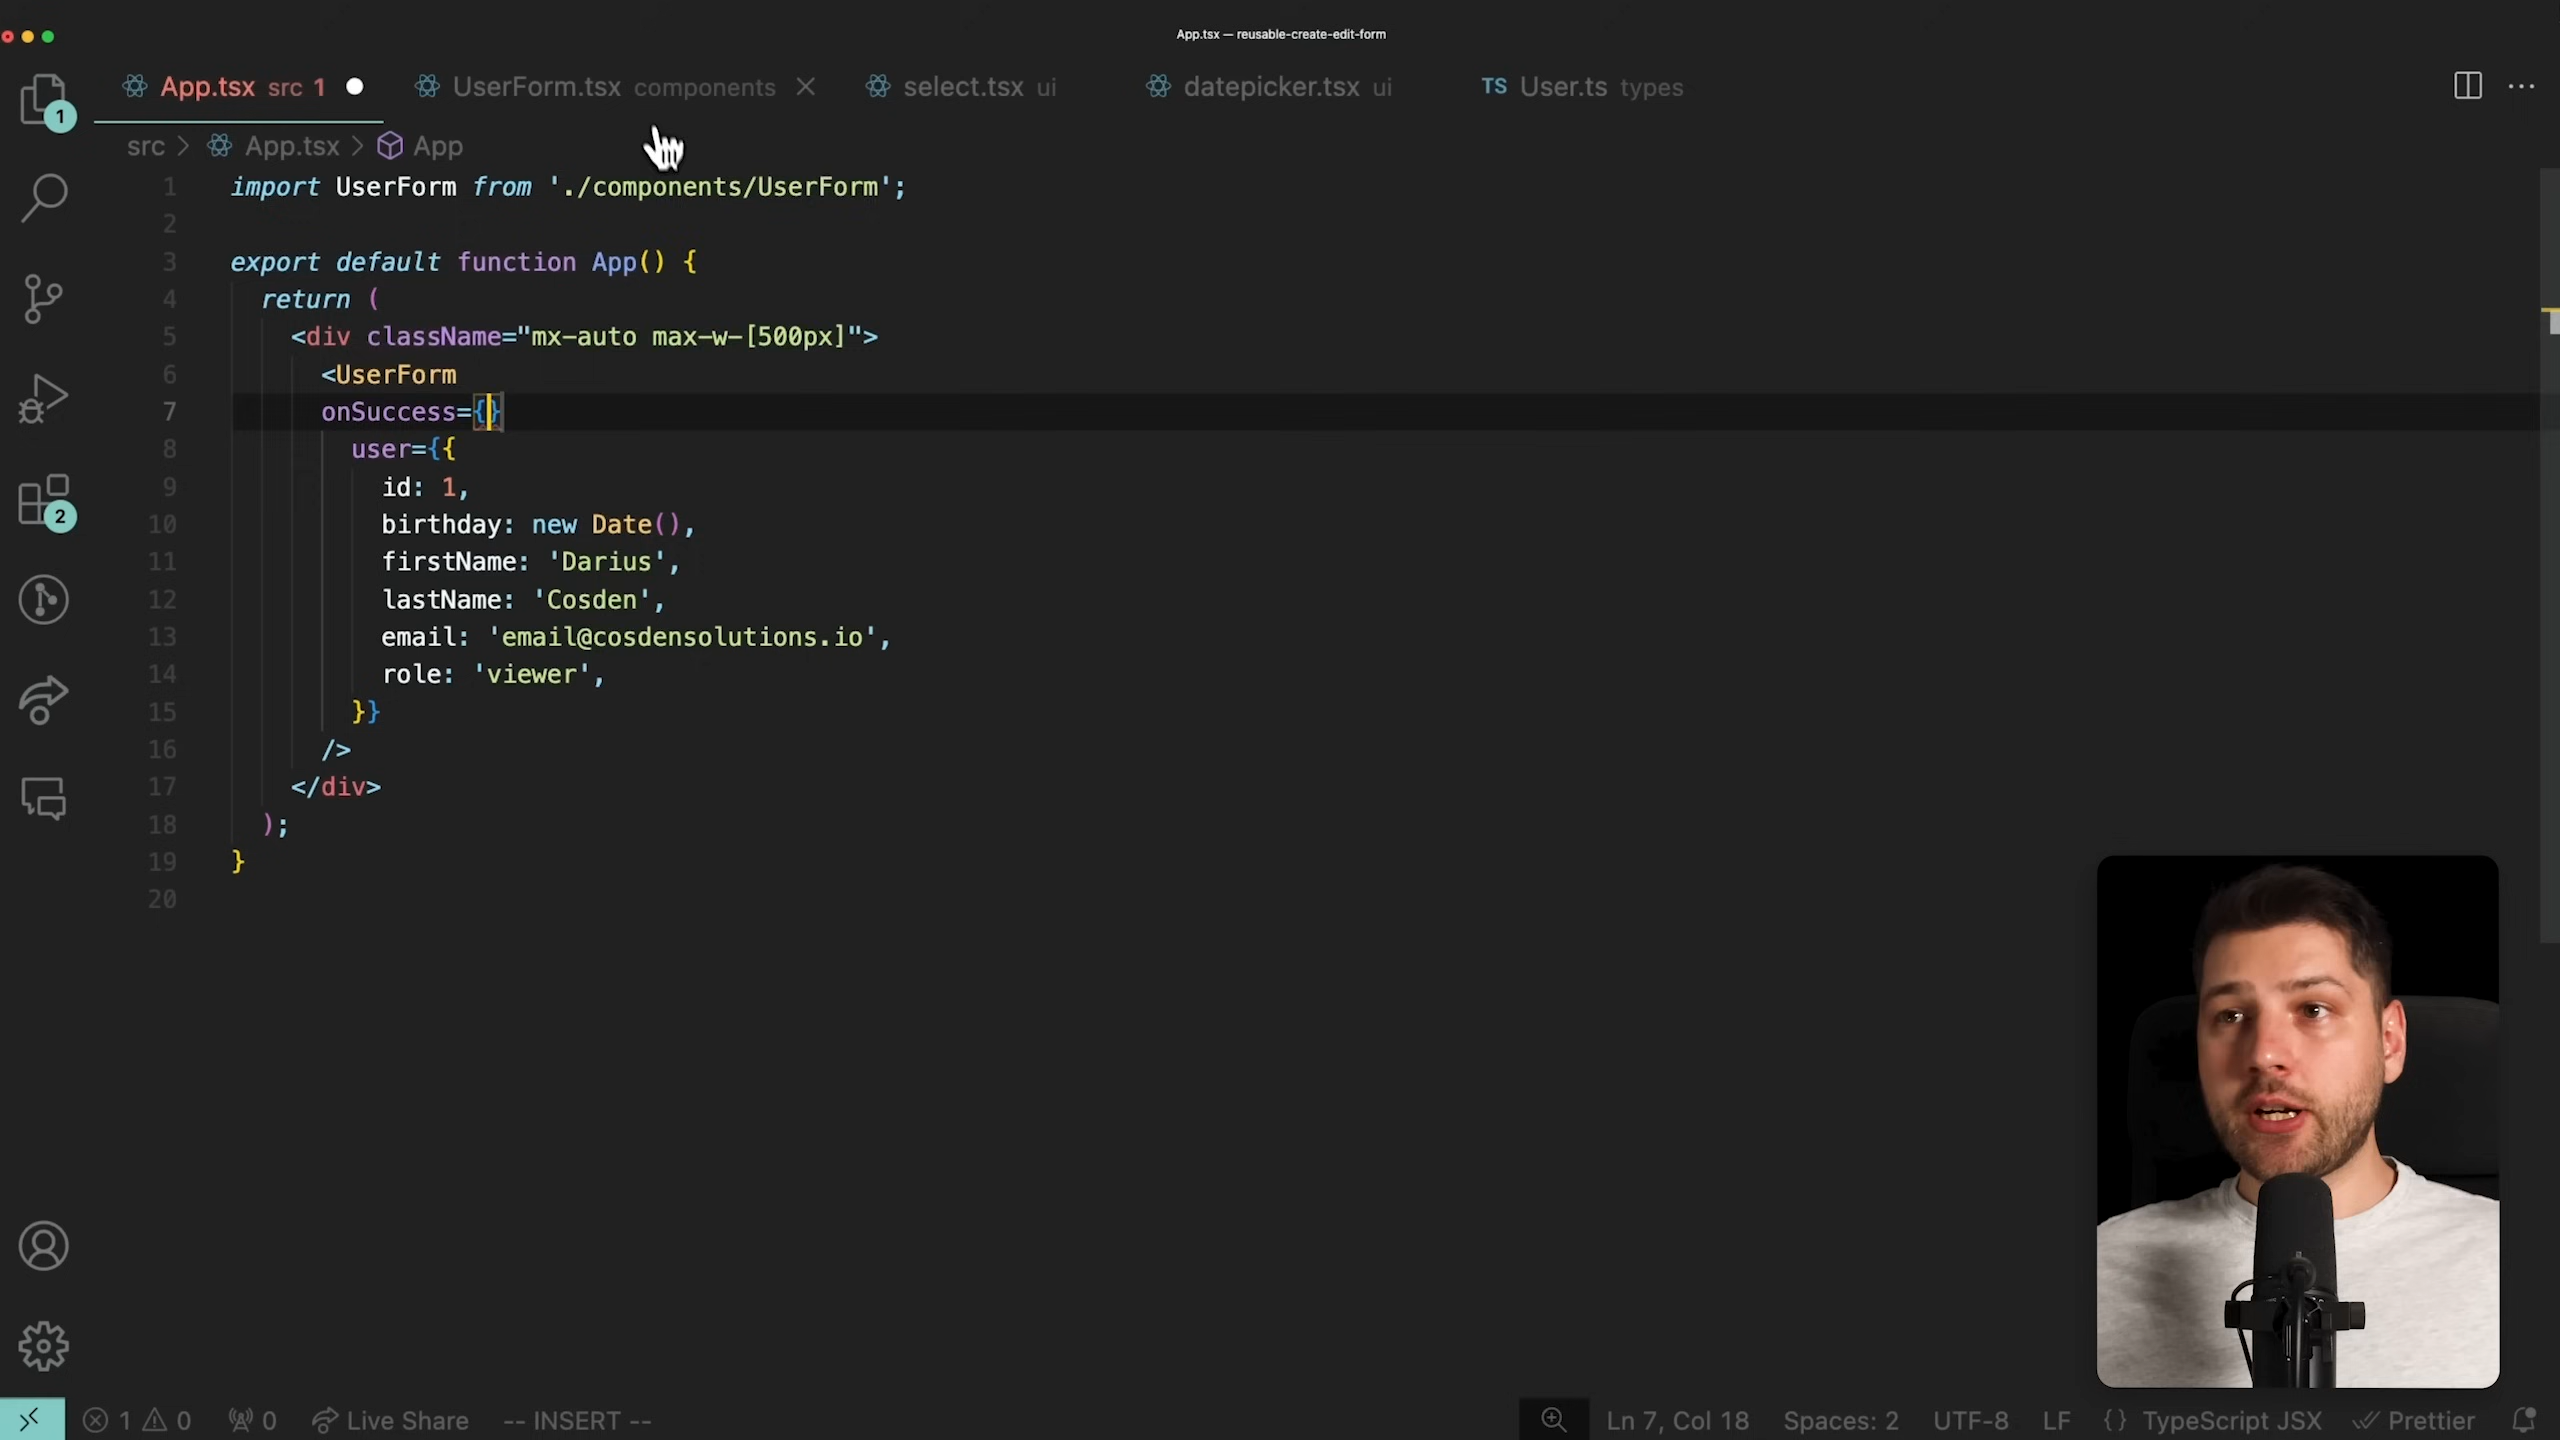 App.tsx — reusable-create-edit-form
App.tsx src 1
UserForm.tsx components
select.tsx ui
datepicker.tsx ui
TS User.ts types
1
src > App.tsx > App
1 import UserForm from './components/UserForm';
2
3 export default function App() {
4 return (
5 <div className="mx-auto max-w-[500px]">
6 <UserForm
7 onSuccess={}
8 user={{
9 id: 1,
10 birthday: new Date(),
11 firstName: 'Darius',
12 lastName: 'Cosden',
13 email: 'email@cosdensolutions.io',
14 role: 'viewer',
15 }}
16 />
17 </div>
18 );
19 }
20
2
1 0 0 Live Share -- INSERT -- Ln 7, Col 18 Spaces: 2 UTF-8 LF {} TypeScript JSX Prettier